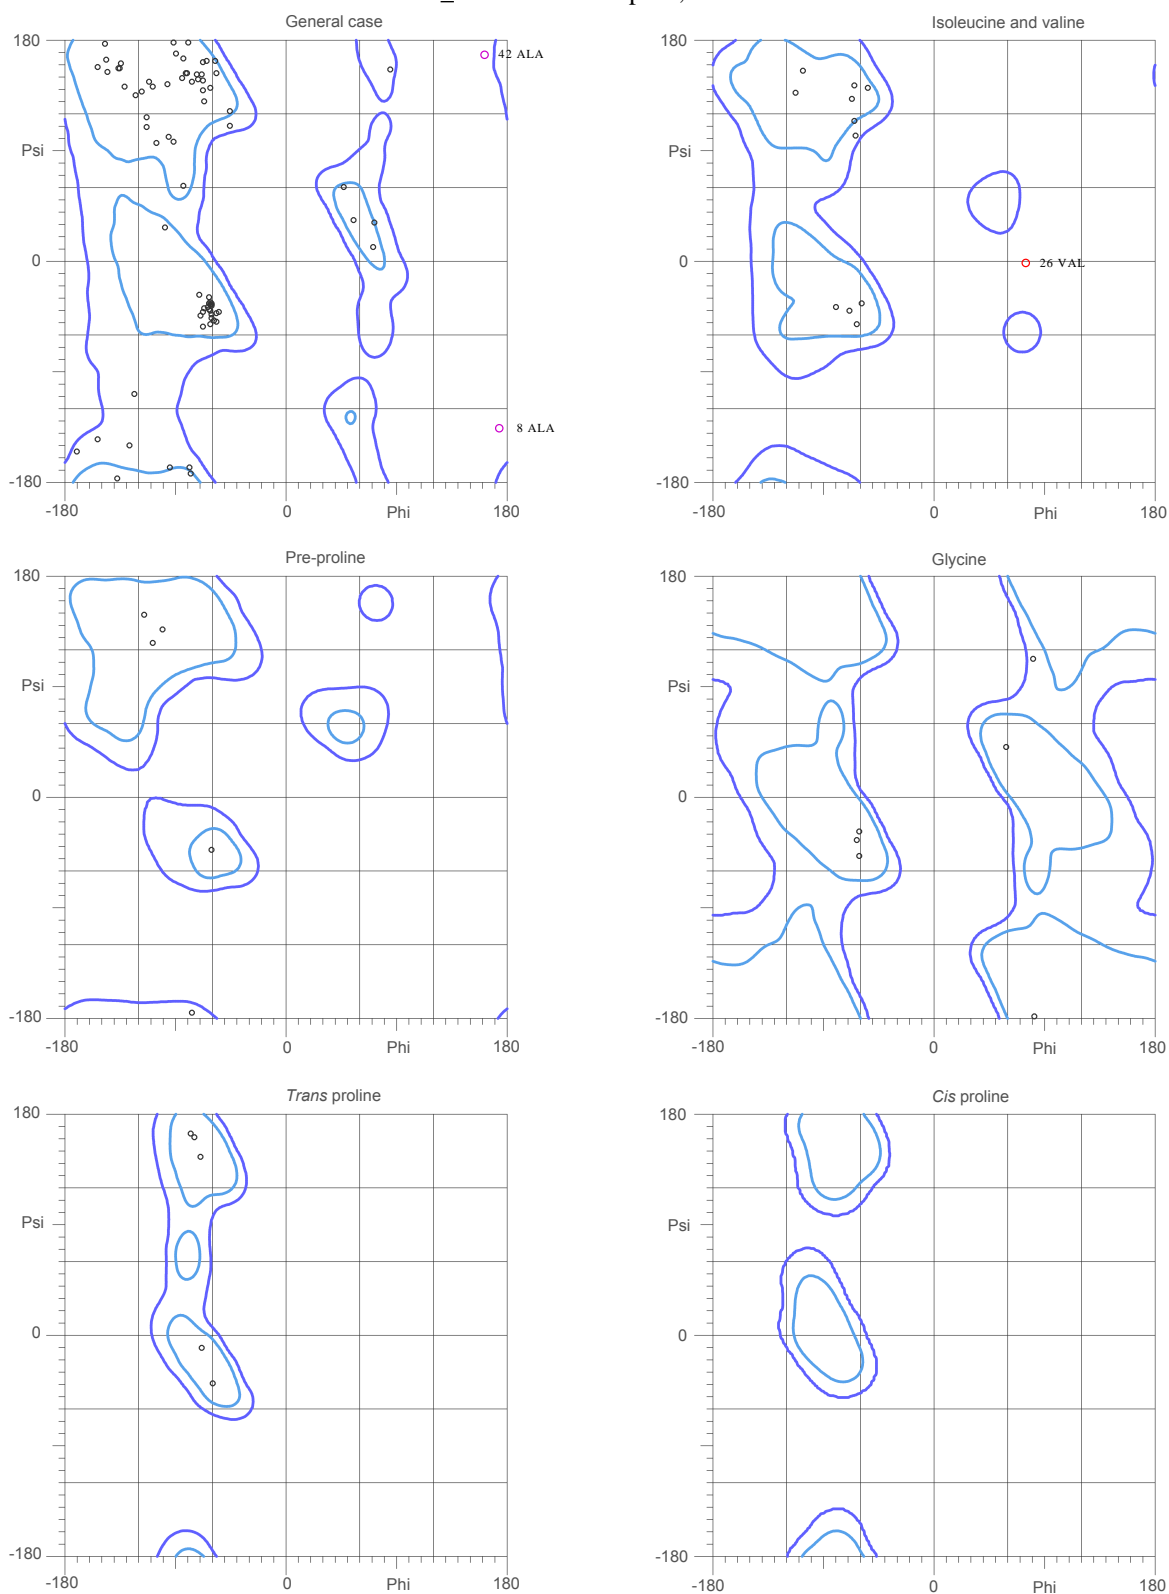 General case
Isoleucine and valine
180
42 ALA
180
Psi
Psi
0
0
26 VAL
8 ALA
-180
-180
-180
0
Phi
180
-180
0
Phi
180
Pre-proline
Glycine
180
180
Psi
Psi
0
0
-180
-180
-180
0
Phi
180
-180
0
Phi
180
Trans proline
Cis proline
180
180
Psi
Psi
0
0
-180
-180
-180
0
Phi
180
-180
0
Phi
180